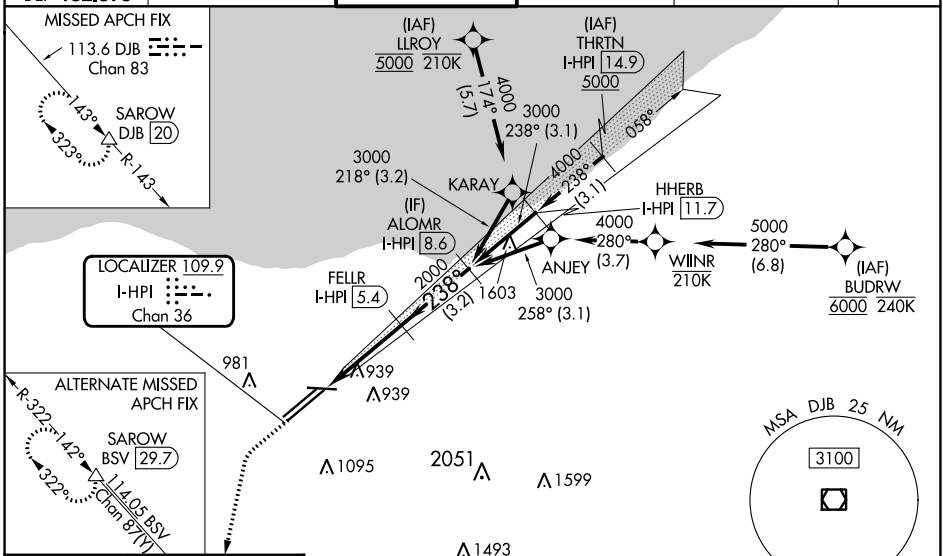 MISSED APCH FIX
113.6 DJB
Chan 83
143°
323°
SAROW
DJB 20
R-143
(IAF)
LLROY
5000 210K
4000
174°
(5.7)
(IAF)
THRTN
I-HPI 14.9
5000
3000
238° (3.1)
058°
3000
218° (3.2)
KARAY
4000
238°
(3.1)
HHERB
I-HPI 11.7
(IF)
ALOMR
I-HPI 8.6
4000
280°
(3.7)
5000
280°
(6.8)
ANJEY
WIINR
210K
(IAF)
BUDRW
6000 240K
LOCALIZER 109.9
I-HPI
Chan 36
FELLR
I-HPI 5.4
2000
238°
(3.2)
1603
3000
258° (3.1)
981
939
939
ALTERNATE MISSED
APCH FIX
R-322
142°
322°
SAROW
BSV 29.7
114.05 BSV
Chan 87(Y)
1095
2051
1599
1493
MSA DJB 25 NM
3100